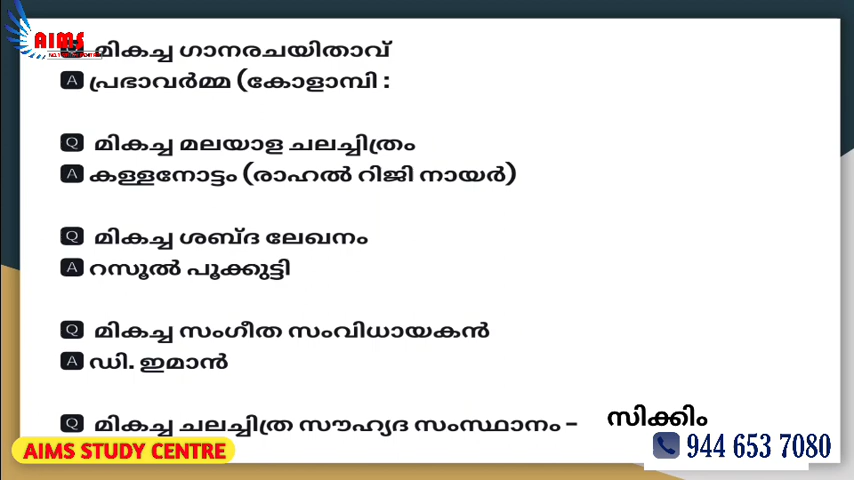 AIMS
Q മികച്ച ഗാനരചയിതാവ്
A പ്രഭാവർമ്മ (കോളാമ്പി :
Q മികച്ച മലയാള ചലച്ചിത്രം
A കള്ളനോട്ടം (രാഹൽ റിജി നായർ)
Q മികച്ച ശബ്ദ ലേഖനം
A റസൂൽ പൂക്കുട്ടി
Q മികച്ച സംഗീത സംവിധായകൻ
A ഡി. ഇമാൻ
Q മികച്ച ചലച്ചിത്ര സൗഹ്യദ സംസ്ഥാനം - സിക്കിം
AIMS STUDY CENTRE
944 653 7080